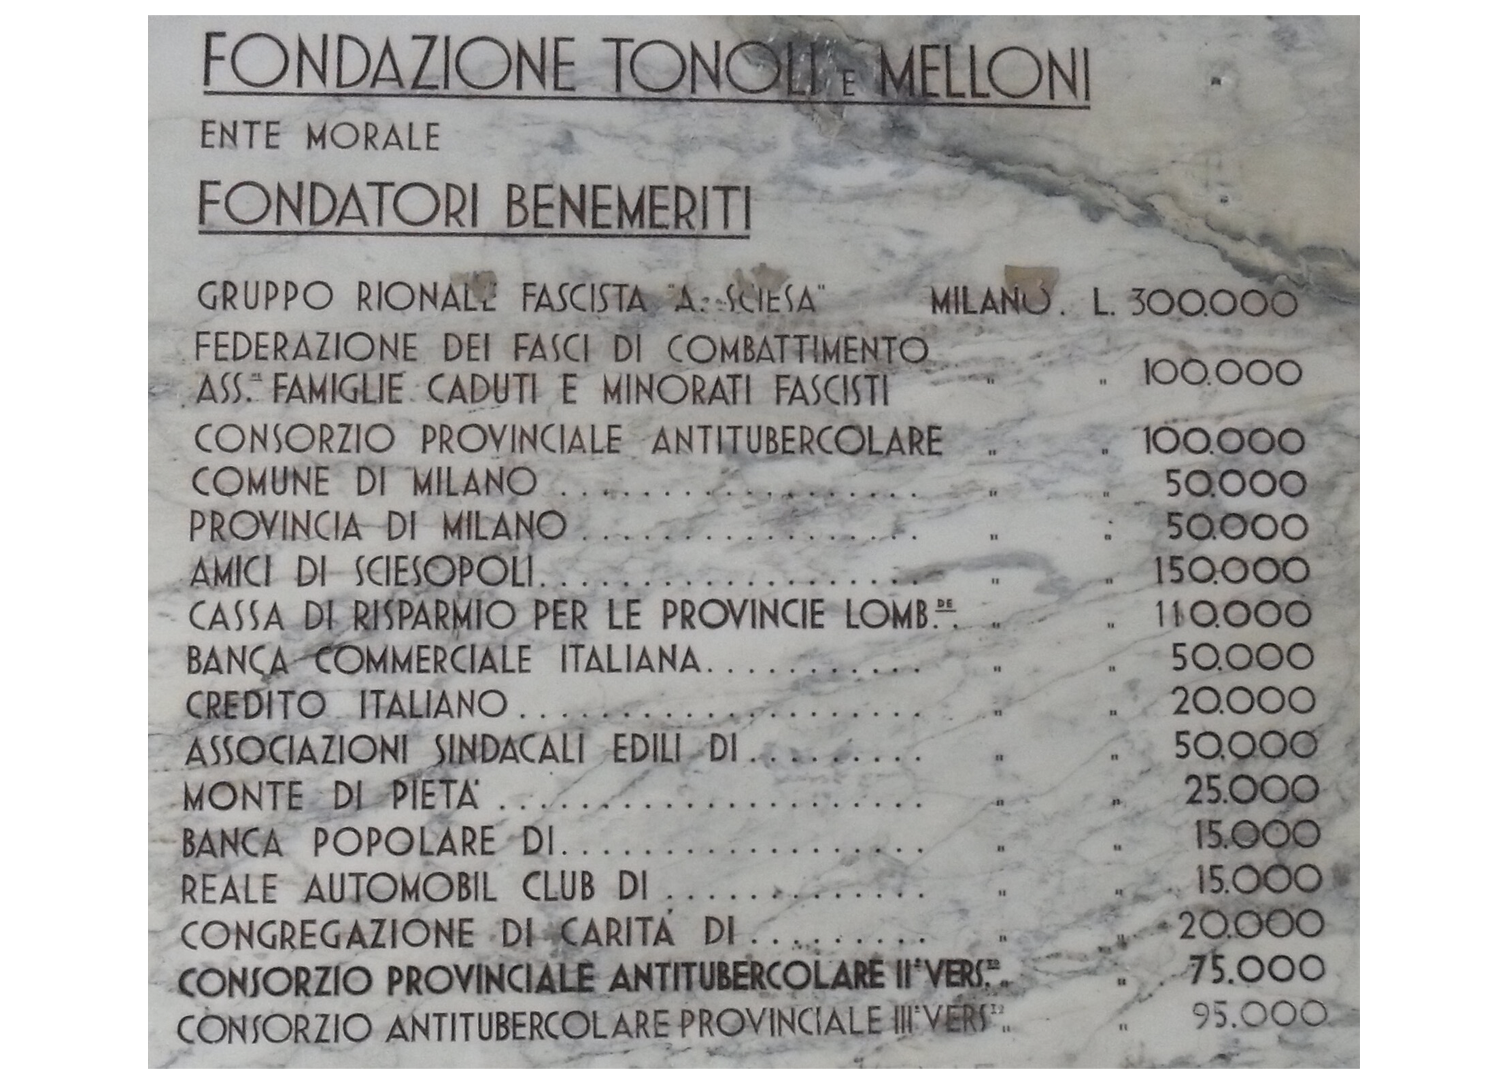 FONDAZIONE TONOLI E MELLONI
ENTE MORALE
FONDATORI BENEMERITI
GRUPPO RIONALE FASCISTA "A. SCIESA" MILANO. L. 300.000
FEDERAZIONE DEI FASCI DI COMBATTIMENTO
ASS.NE FAMIGLIE CADUTI E MINORATI FASCISTI " " 100.000
CONSORZIO PROVINCIALE ANTITUBERCOLARE " " 100.000
COMUNE DI MILANO . . . . . . . . . . . . . . . . . . " " 50.000
PROVINCIA DI MILANO . . . . . . . . . . . . . . . . . " " 50.000
AMICI DI SCIESOPOLI. . . . . . . . . . . . . . . . . . . " " 150.000
CASSA DI RISPARMIO PER LE PROVINCIE LOMB.DE. " " 110.000
BANCA COMMERCIALE ITALIANA. . . . . . . . . . . " " 50.000
CREDITO ITALIANO . . . . . . . . . . . . . . . . . . . . " " 20.000
ASSOCIAZIONI SINDACALI EDILI DI . . . . . . . . . " " 50.000
MONTE DI PIETA' . . . . . . . . . . . . . . . . . . . . . " " 25.000
BANCA POPOLARE DI. . . . . . . . . . . . . . . . . . " " 15.000
REALE AUTOMOBIL CLUB DI . . . . . . . . . . . . . " " 15.000
CONGREGAZIONE DI CARITA' DI . . . . . . . . . " " 20.000
CONSORZIO PROVINCIALE ANTITUBERCOLARE II° VERS.TO " " 75.000
CONSORZIO ANTITUBERCOLARE PROVINCIALE III° VERS.TO " " 95.000